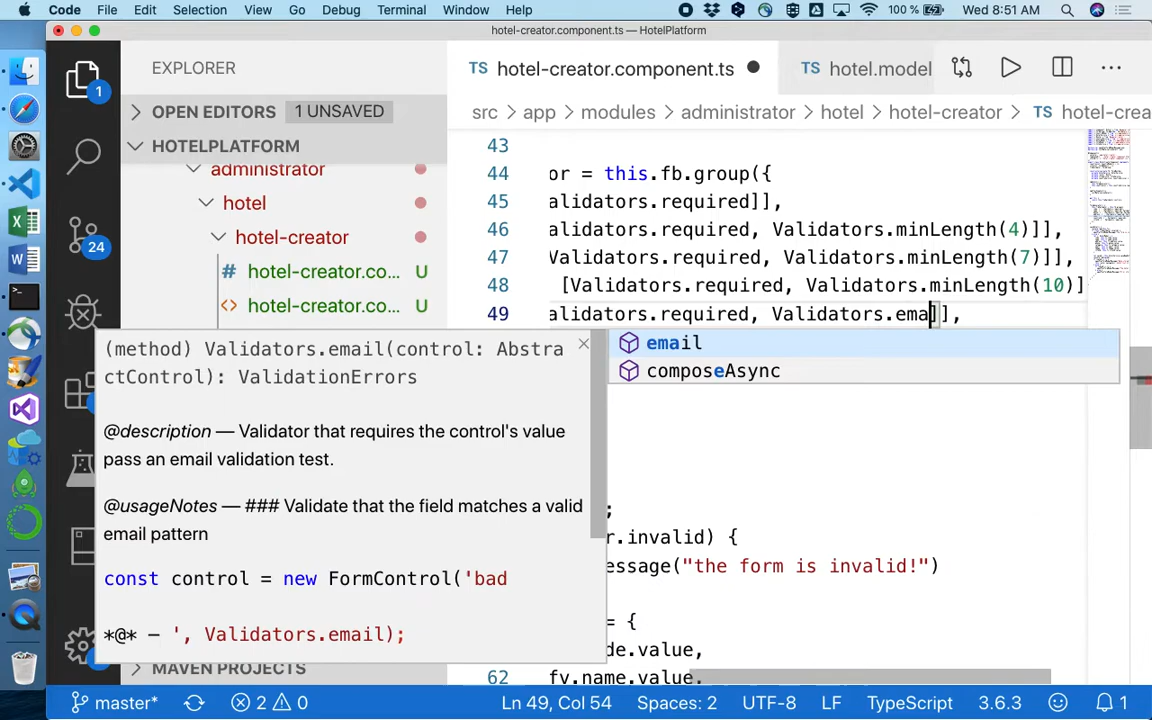 Code File Edit Selection View Go Debug Terminal Window Help 100 % Wed 8:51 AM
hotel-creator.component.ts — HotelPlatform
EXPLORER
TS hotel-creator.component.ts
TS hotel.model
OPEN EDITORS 1 UNSAVED
src > app > modules > administrator > hotel > hotel-creator > TS hotel-crea
HOTELPLATFORM
administrator
hotel
hotel-creator
# hotel-creator.co... U
<> hotel-creator.co... U
1
24
43
44 or = this.fb.group({
45 alidators.required]],
46 alidators.required, Validators.minLength(4)]],
47 Validators.required, Validators.minLength(7)]],
48 [Validators.required, Validators.minLength(10)]
49 alidators.required, Validators.ema]],
email
composeAsync
(method) Validators.email(control: Abstra
ctControl): ValidationErrors
@description — Validator that requires the control's value
pass an email validation test.
@usageNotes — ### Validate that the field matches a valid
email pattern
const control = new FormControl('bad
*@* — ', Validators.email);
;
r.invalid) {
essage("the form is invalid!")
= {
de.value,
62 fv.name.value,
MAVEN PROJECTS
master* 2 0 Ln 49, Col 54 Spaces: 2 UTF-8 LF TypeScript 3.6.3 1